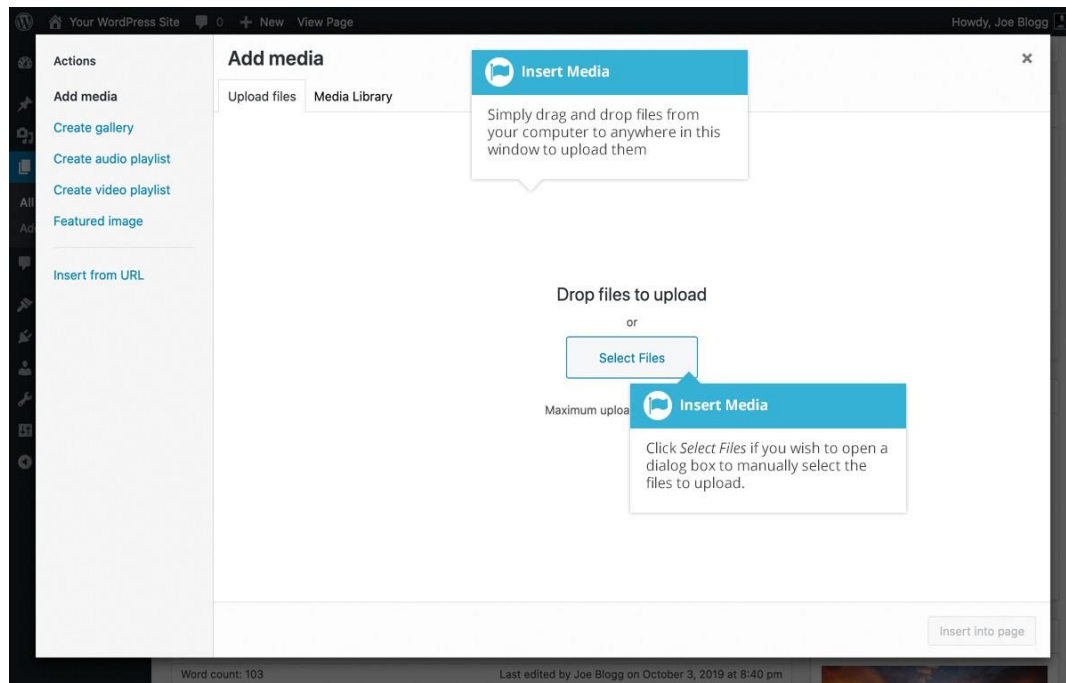 Your WordPress Site 0 + New View Page Howdy, Joe Blogg
Actions
Add media
Create gallery
Create audio playlist
Create video playlist
Featured image
Insert from URL
Add media
×
Upload files Media Library
Insert Media
Simply drag and drop files from
your computer to anywhere in this
window to upload them
Drop files to upload
or
Select Files
Maximum uploa
Insert Media
Click Select Files if you wish to open a
dialog box to manually select the
files to upload.
Insert into page
All
Ad
Word count: 103 Last edited by Joe Blogg on October 3, 2019 at 8:40 pm